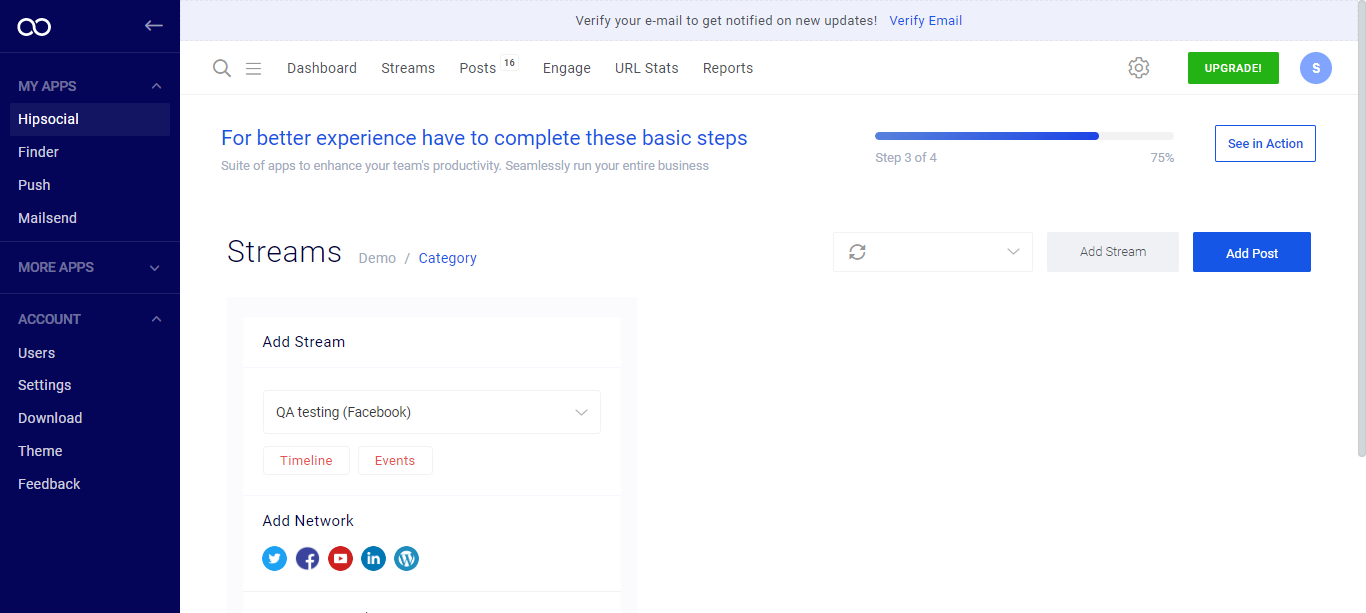 Verify your e-mail to get notified on new updates! Verify Email
MY APPS
Hipsocial
Finder
Push
Mailsend
MORE APPS
ACCOUNT
Users
Settings
Download
Theme
Feedback
Dashboard Streams Posts 16 Engage URL Stats Reports UPGRADE! S
For better experience have to complete these basic steps
Suite of apps to enhance your team's productivity. Seamlessly run your entire business
Step 3 of 4 75%
See in Action
Streams Demo / Category
Add Stream Add Post
Add Stream
QA testing (Facebook)
Timeline Events
Add Network